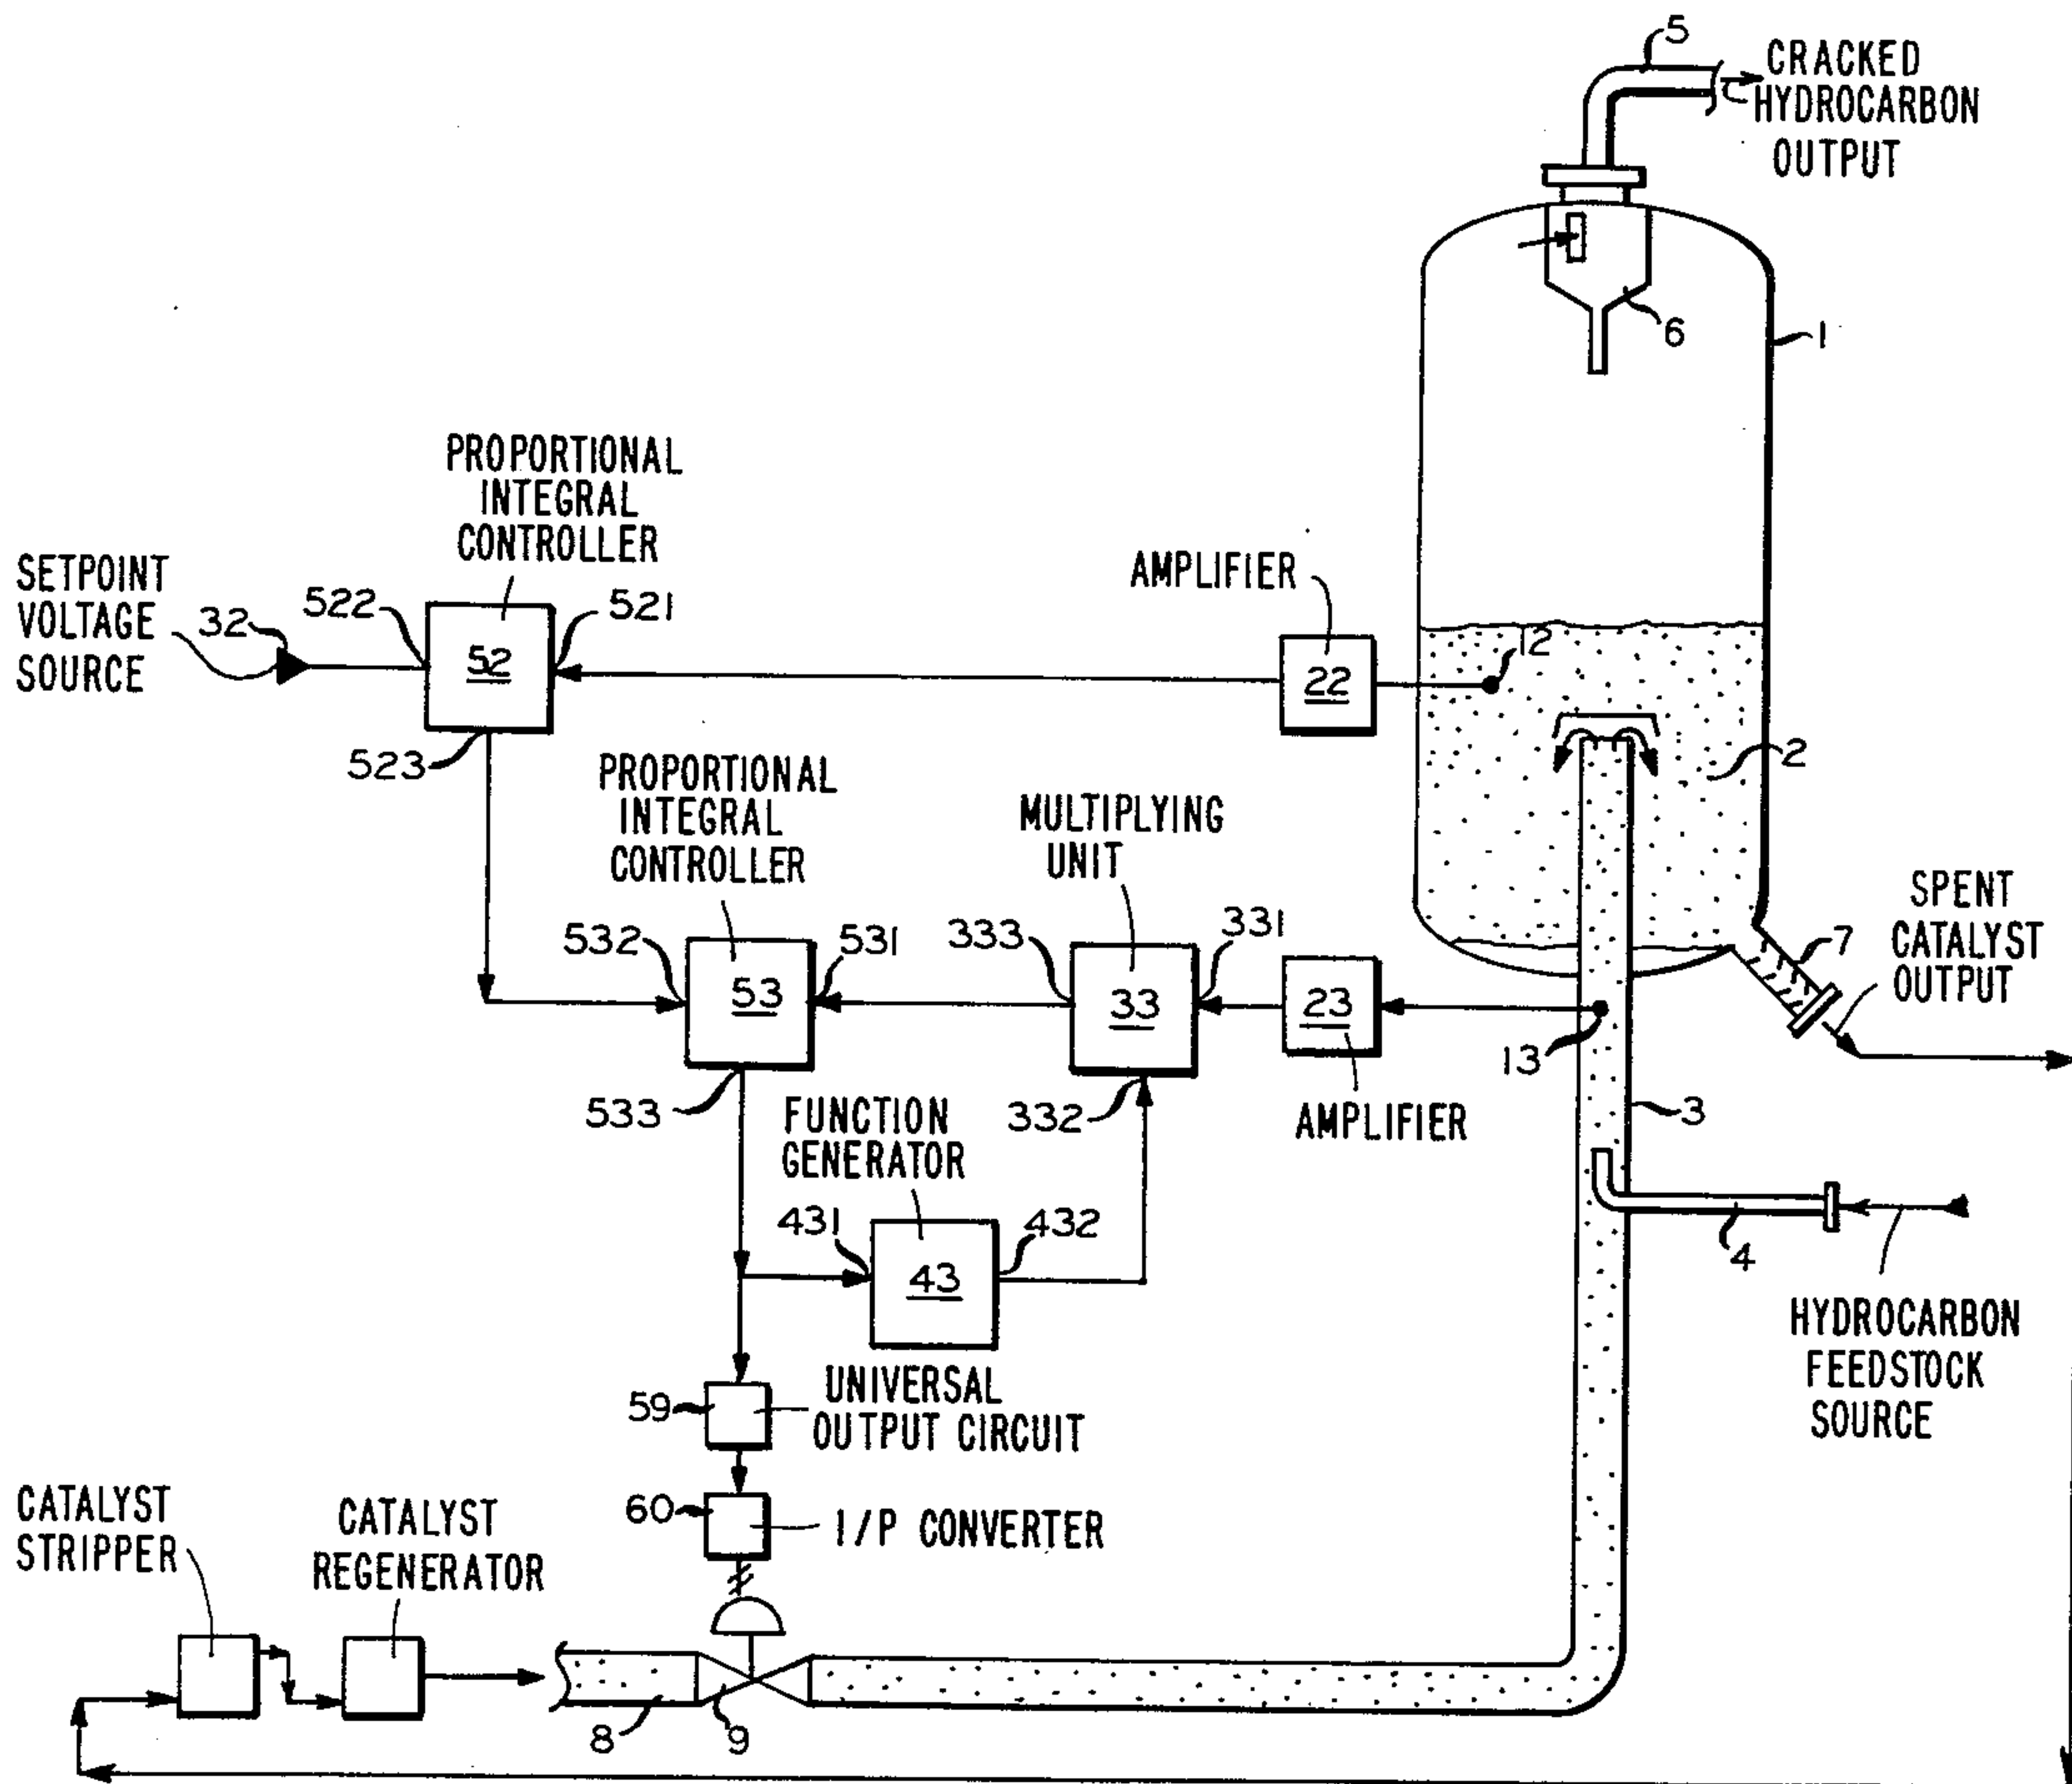 5
CRACKED
HYDROCARBON
OUTPUT
6
1
PROPORTIONAL
INTEGRAL
CONTROLLER
SETPOINT
VOLTAGE
SOURCE
32
522
521
52
523
AMPLIFIER
22
12
2
PROPORTIONAL
INTEGRAL
CONTROLLER
MULTIPLYING
UNIT
532
531
53
533
333
331
33
332
23
AMPLIFIER
13
3
SPENT
CATALYST
OUTPUT
7
FUNCTION
GENERATOR
431
432
43
4
HYDROCARBON
FEEDSTOCK
SOURCE
59
UNIVERSAL
OUTPUT CIRCUIT
60
I/P CONVERTER
CATALYST
STRIPPER
CATALYST
REGENERATOR
8
9